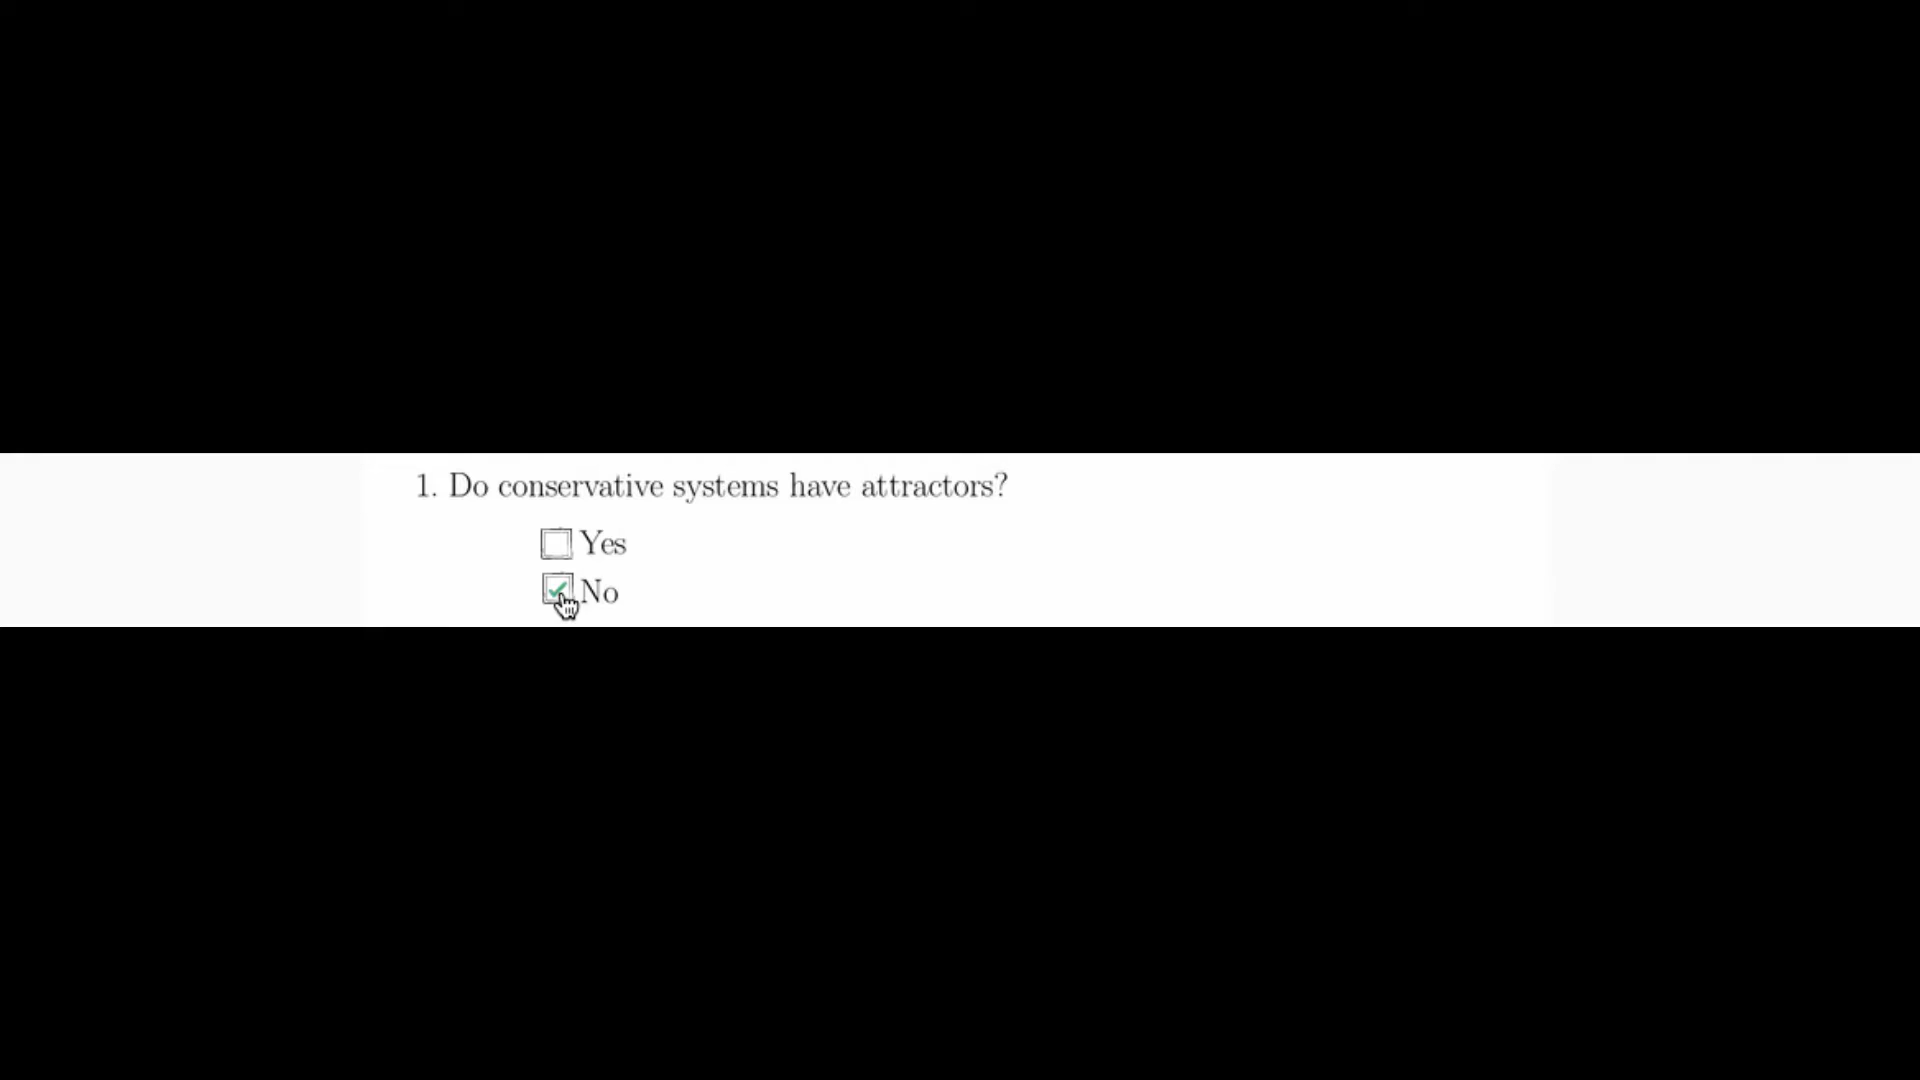 1. Do conservative systems have attractors?
Yes
No